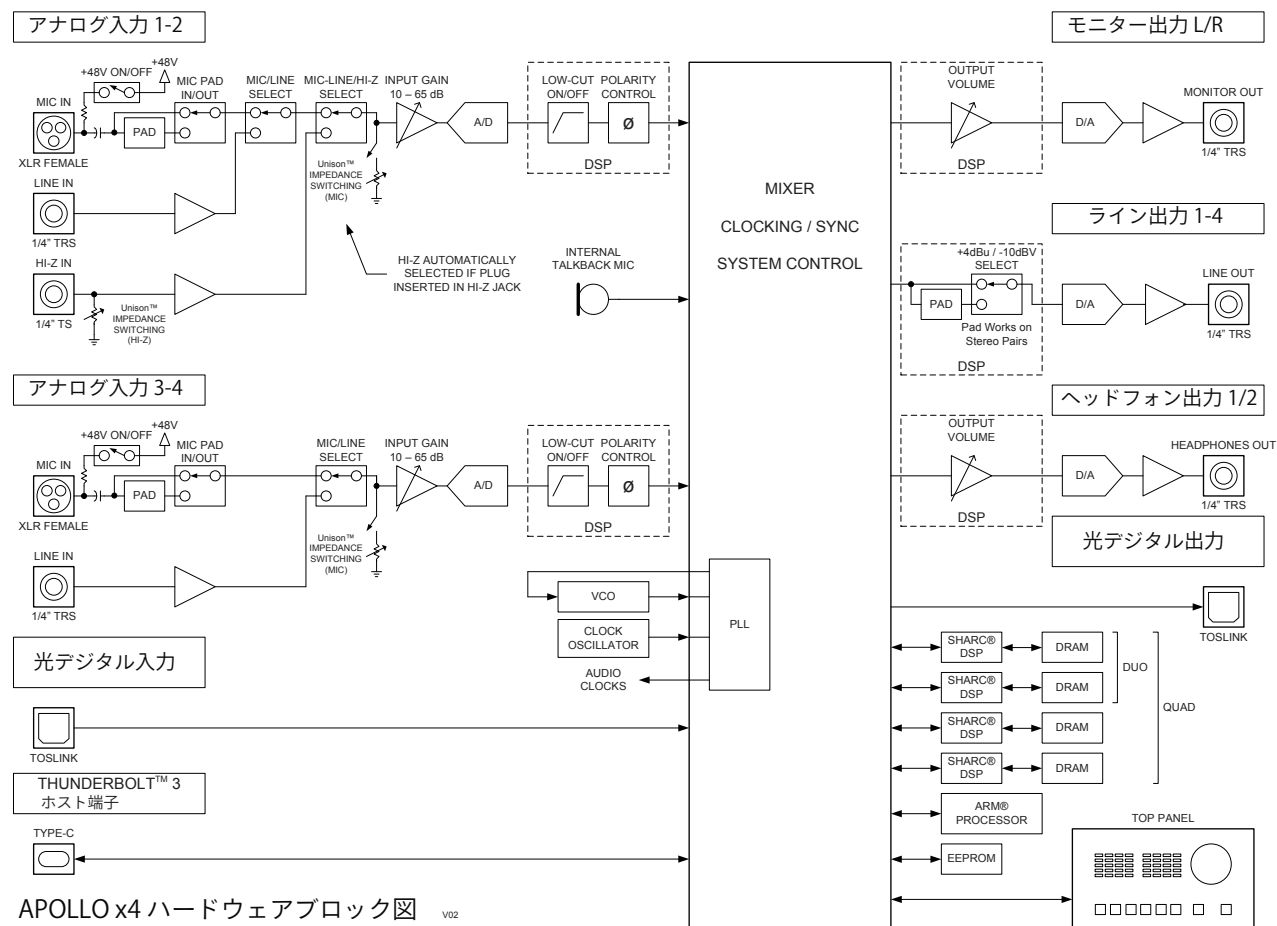 アナログ入力 1-2
+48V
+48V ON/OFF
MIC PAD
IN/OUT
MIC/LINE
SELECT
MIC-LINE/HI-Z
SELECT
INPUT GAIN
10 – 65 dB
MIC IN
PAD
XLR FEMALE
A/D
LOW-CUT
ON/OFF
POLARITY
CONTROL
Ø
DSP
Unison™
IMPEDANCE
SWITCHING
(MIC)
LINE IN
1/4” TRS
HI-Z IN
1/4” TS
Unison™
IMPEDANCE
SWITCHING
(HI-Z)
HI-Z AUTOMATICALLY
SELECTED IF PLUG
INSERTED IN HI-Z JACK
INTERNAL
TALKBACK MIC
アナログ入力 3-4
+48V
+48V ON/OFF
MIC PAD
IN/OUT
MIC/LINE
SELECT
INPUT GAIN
10 – 65 dB
MIC IN
PAD
XLR FEMALE
A/D
LOW-CUT
ON/OFF
POLARITY
CONTROL
Ø
DSP
Unison™
IMPEDANCE
SWITCHING
(MIC)
LINE IN
1/4” TRS
光デジタル入力
TOSLINK
THUNDERBOLT™ 3
ホスト端子
TYPE-C
MIXER
CLOCKING / SYNC
SYSTEM CONTROL
VCO
CLOCK
OSCILLATOR
AUDIO
CLOCKS
PLL
モニター出力 L/R
OUTPUT
VOLUME
DSP
D/A
MONITOR OUT
1/4” TRS
ライン出力 1-4
+4dBu / -10dBV
SELECT
PAD
Pad Works on
Stereo Pairs
DSP
D/A
LINE OUT
1/4” TRS
ヘッドフォン出力 1/2
OUTPUT
VOLUME
DSP
D/A
HEADPHONES OUT
1/4” TRS
光デジタル出力
TOSLINK
SHARC®
DSP
DRAM
SHARC®
DSP
DRAM
DUO
SHARC®
DSP
DRAM
SHARC®
DSP
DRAM
QUAD
ARM®
PROCESSOR
EEPROM
TOP PANEL
APOLLO x4 ハードウェアブロック図
V02